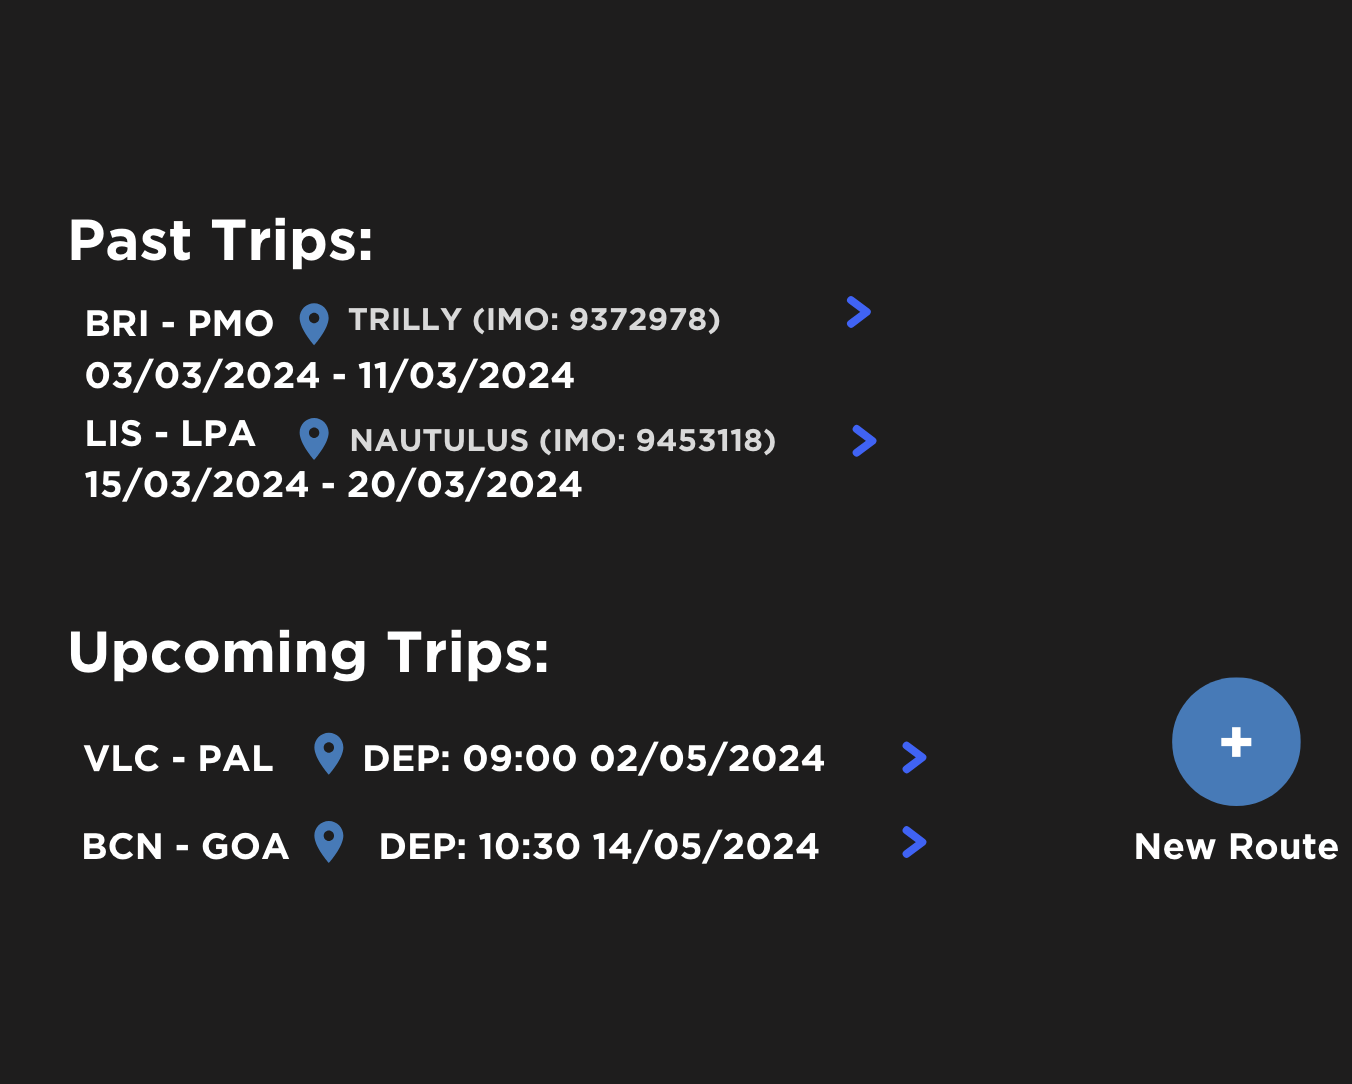 Past Trips:
BRI - PMO TRILLY (IMO: 9372978)
03/03/2024 - 11/03/2024
LIS - LPA NAUTULUS (IMO: 9453118)
15/03/2024 - 20/03/2024
Upcoming Trips:
VLC - PAL DEP: 09:00 02/05/2024
BCN - GOA DEP: 10:30 14/05/2024
+
New Route